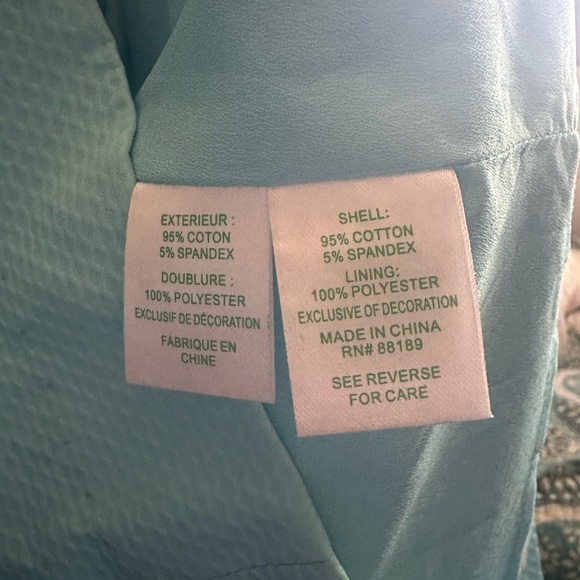 EXTERIEUR :
95% COTON
5% SPANDEX
DOUBLURE :
100% POLYESTER
EXCLUSIF DE DÉCORATION
FABRIQUE EN
CHINE
SHELL:
95% COTTON
5% SPANDEX
LINING:
100% POLYESTER
EXCLUSIVE OF DECORATION
MADE IN CHINA
RN# 88189
SEE REVERSE
FOR CARE